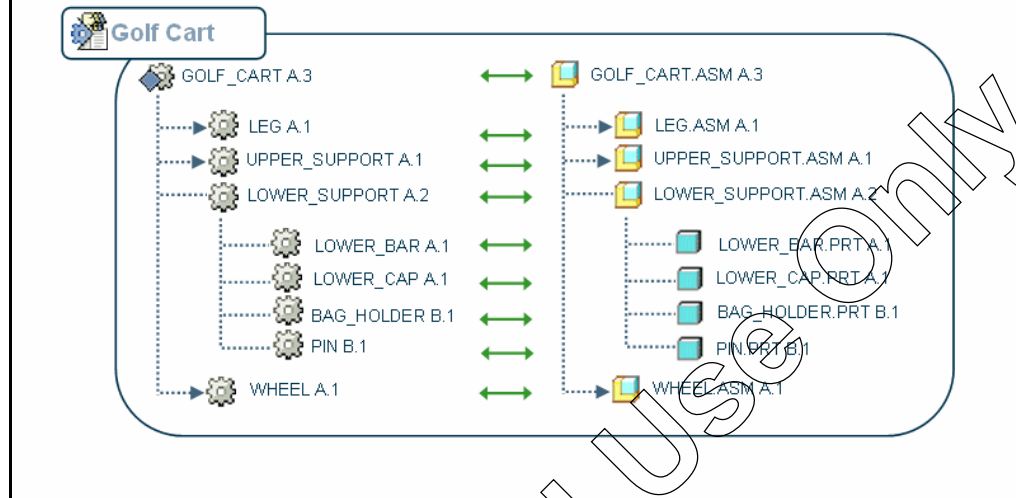 Golf Cart
GOLF_CART A.3 GOLF_CART.ASM A.3
LEG A.1 LEG.ASM A.1
UPPER_SUPPORT A.1 UPPER_SUPPORT.ASM A.1
LOWER_SUPPORT A.2 LOWER_SUPPORT.ASM A.2
LOWER_BAR A.1 LOWER_BAR.PRT A.1
LOWER_CAP A.1 LOWER_CAP.PRT A.1
BAG_HOLDER B.1 BAG_HOLDER.PRT B.1
PIN B.1 PIN.PRT B.1
WHEEL A.1 WHEEL.ASM A.1
Use Only